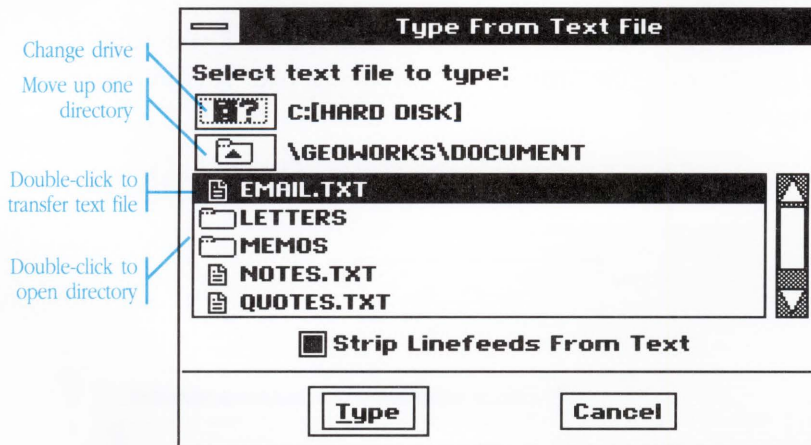 Type From Text File
Change drive
Move up one
directory
Double-click to
transfer text file
Double-click to
open directory
Select text file to type:
? C:[HARD DISK]
\GEOWORKS\DOCUMENT
EMAIL.TXT
LETTERS
MEMOS
NOTES.TXT
QUOTES.TXT
Strip Linefeeds From Text
Type
Cancel